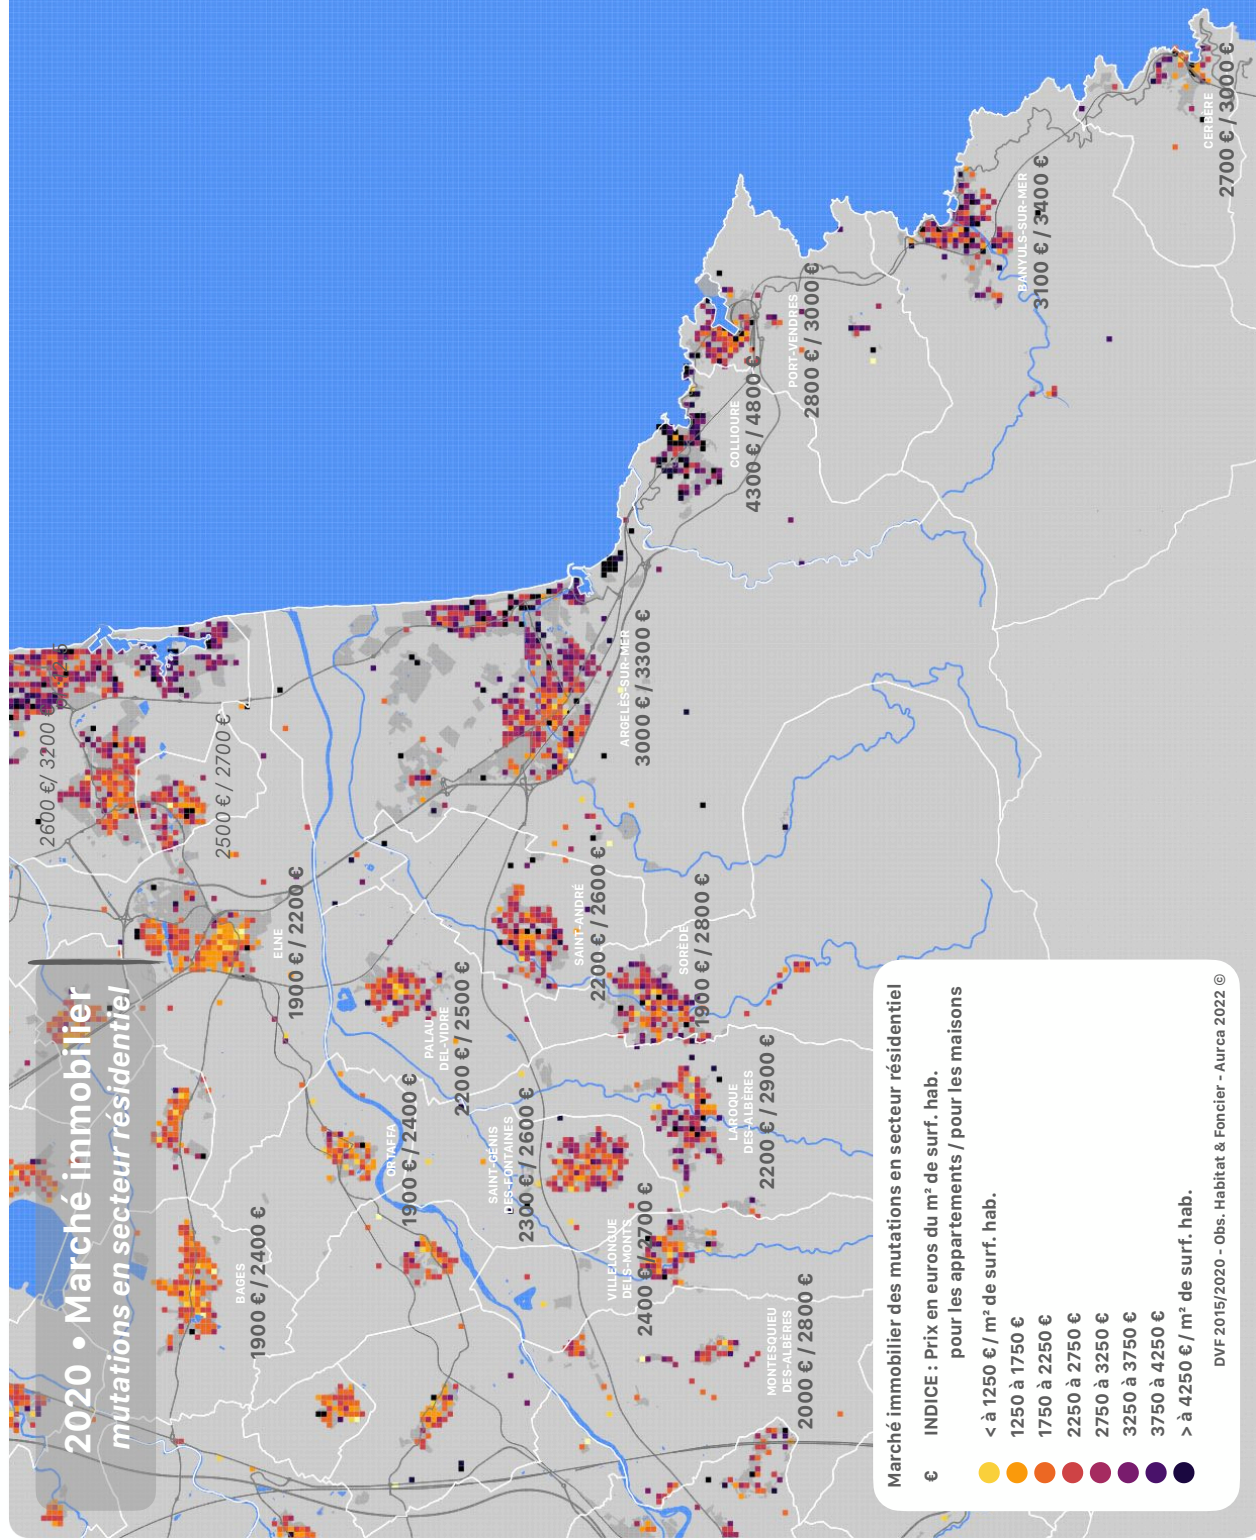 2020 • Marché immobilier
mutations en secteur résidentiel
2600 €/ 3200
2500 € / 2700 €
ELNE
1900 € / 2200 €
BAGES
1900 € / 2400 €
ORTAFFA
1900 € / 2400 €
PALAU
DEL-VIDRE
2200 € / 2500 €
SAINT-GÉNIS
DES-FONTAINES
2300 € / 2600 €
SAINT-ANDRÉ
2200 € / 2600 €
ARGELÈS-SUR-MER
3000 € / 3300 €
VILLELONGUE
DELS-MONTS
2400 € / 2700 €
SORÈDE
1900 € / 2800 €
LAROQUE
DES-ALBÈRES
2200 € / 2900 €
MONTESQUIEU
DES-ALBÈRES
2000 € / 2800 €
COLLIOURE
4300 € / 4800 €
PORT-VENDRES
2800 € / 3000 €
BANYULS-SUR-MER
3100 € / 3400 €
CERBÈRE
2700 € / 3000 €
Marché immobilier des mutations en secteur résidentiel
€ INDICE : Prix en euros du m² de surf. hab.
pour les appartements / pour les maisons
< à 1250 € / m² de surf. hab.
1250 à 1750 €
1750 à 2250 €
2250 à 2750 €
2750 à 3250 €
3250 à 3750 €
3750 à 4250 €
> à 4250 € / m² de surf. hab.
DVF 2015/2020 - Obs. Habitat & Foncier - Aurca 2022 ©